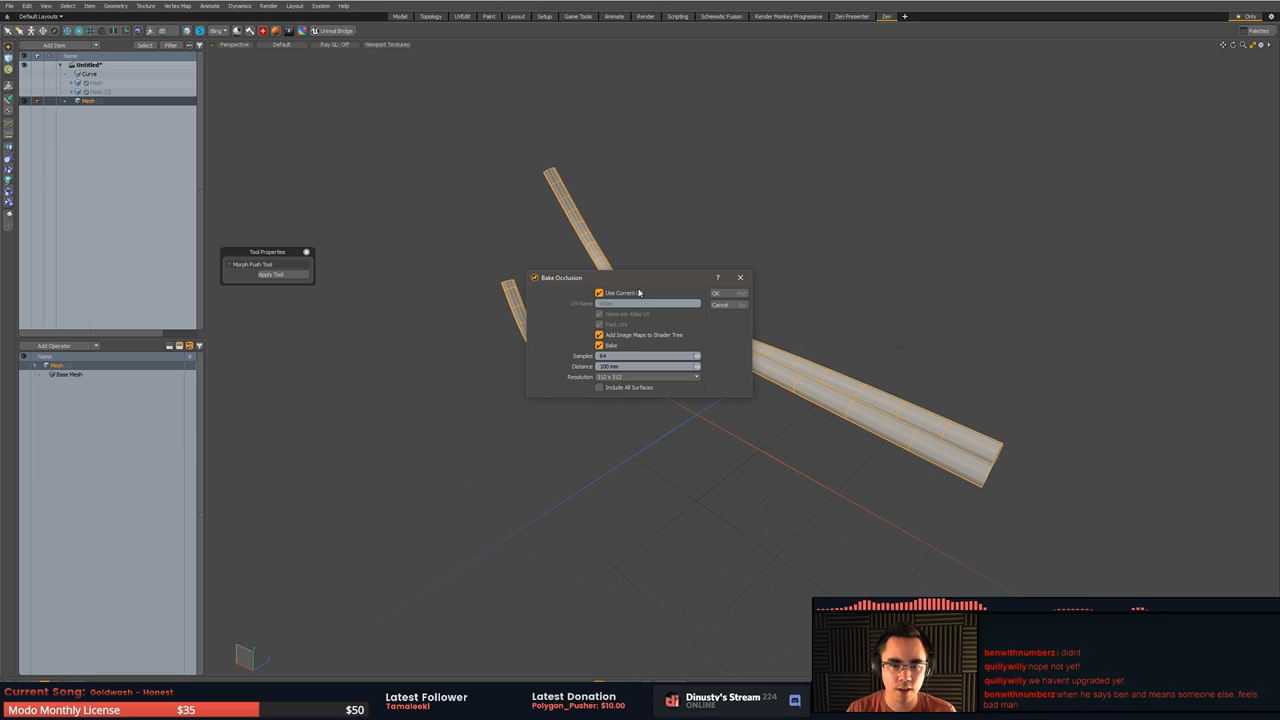 File Edit View Select Item Geometry Texture Vertex Map Animate Dynamics Render Layout System Help
Default Layouts
Model Topology UVEdit Paint Layout Setup Game Tools Animate Render Scripting Schematic Fusion Render Monkey Progressive Zen Presenter Zen
Only
Bling Unreal Bridge
Palettes
Add Item Select Filter
Perspective Default Ray GL: Off Viewport Textures
Name
Untitled*
Curve
Mesh
Mesh (2)
Mesh
Tool Properties
Morph Push Tool
Apply Tool
Bake Occlusion ?
Use Current OK
UV Name Atlas Cancel
Generate Atlas UV
Pack UVs
Add Image Maps to Shader Tree
Bake
Samples 64
Distance 100 mm
Resolution 512 x 512
Include All Surfaces
Add Operator
Name
Mesh
Base Mesh
benwithnumberz i didnt
quillywilly nope not yet!
quillywilly we havent upgraded yet
benwithnumberz when he says ben and means someone else feels
bad man
Current Song: Goldwash - Honest
Modo Monthly License $35 $50
Latest Follower
Tamaleeki
Latest Donation
Polygon_Pusher: $10.00
Dinusty's Stream 224
ONLINE